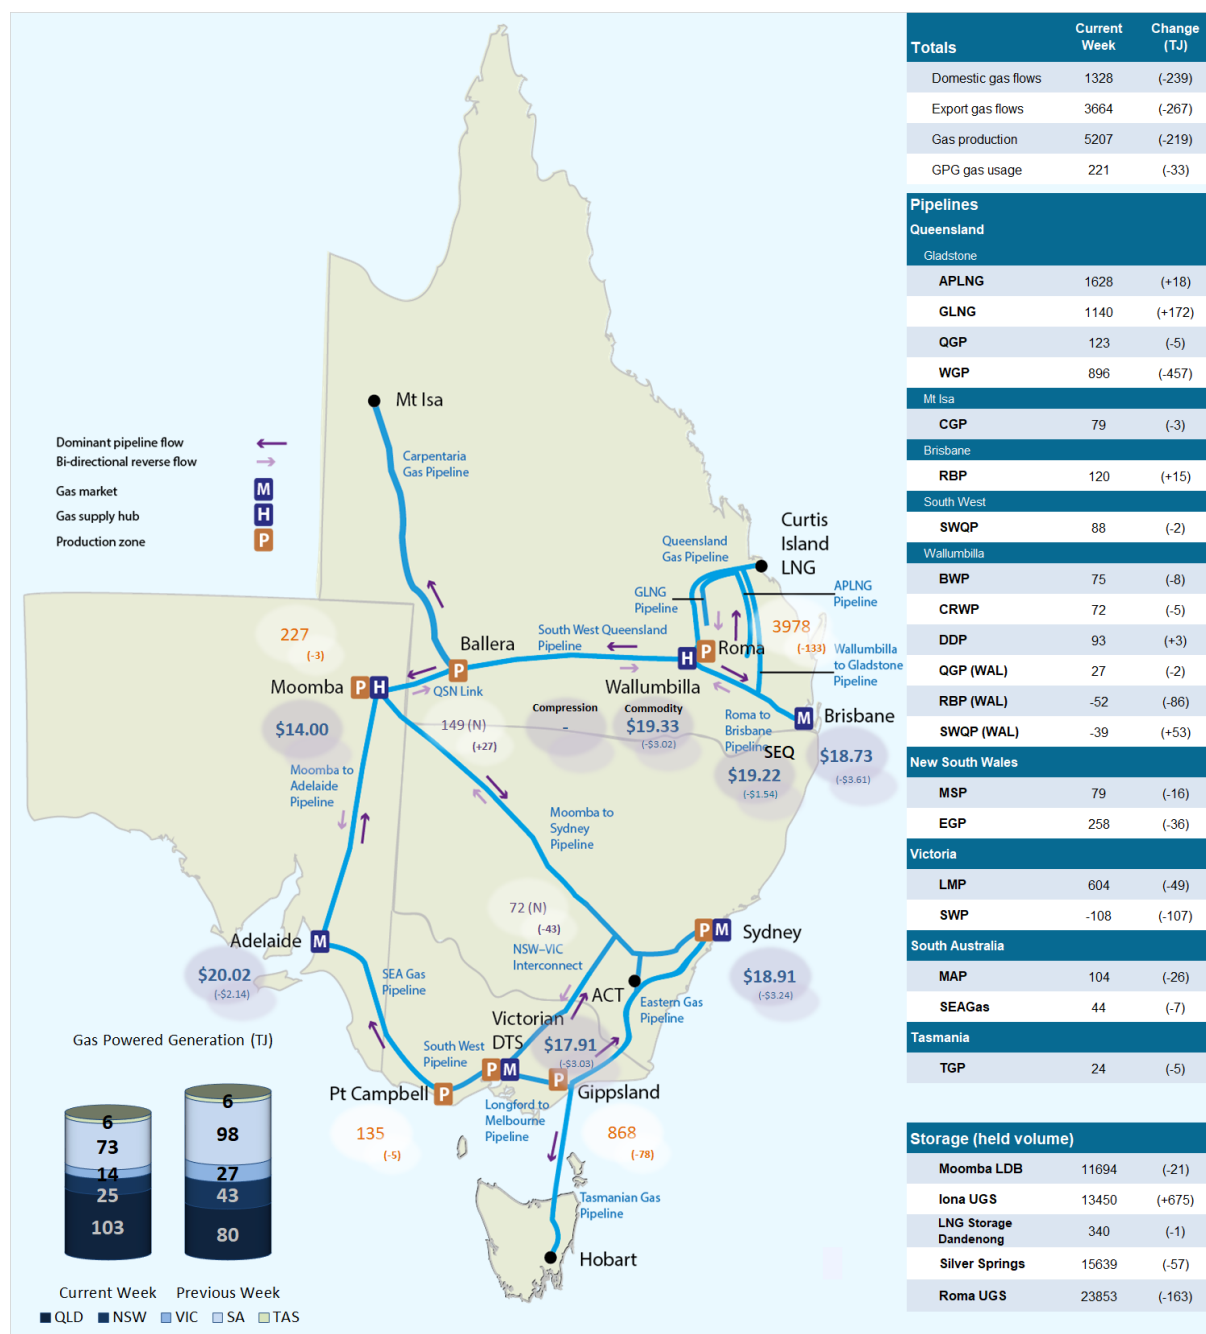 Mt Isa
Dominant pipeline flow
Bi-directional reverse flow
Gas market M
Gas supply hub H
Production zone P
Carpentaria
Gas Pipeline
Curtis
Island
LNG
Queensland
Gas Pipeline
GLNG
Pipeline
APLNG
Pipeline
227
(-3)
Ballera
South West Queensland
Pipeline
3978
(-133)
P Roma
H
Wallumbilla
to Gladstone
Pipeline
P
Moomba P H
QSN Link
Wallumbilla
$14.00
149 (N)
(+27)
Compression
-
Commodity
$19.33
(-$3.02)
Roma to
Brisbane
Pipeline
M Brisbane
SEQ
$19.22
(-$1.54)
$18.73
(-$3.61)
Moomba to
Adelaide
Pipeline
Moomba to
Sydney
Pipeline
72 (N)
(-43)
NSW–VIC
Interconnect
P M Sydney
$18.91
(-$3.24)
Adelaide M
$20.02
(-$2.14)
SEA Gas
Pipeline
ACT
Eastern Gas
Pipeline
Victorian
DTS
$17.91
(-$3.03)
South West
Pipeline
P M
P
Gippsland
Pt Campbell P
135
(-5)
Longford to
Melbourne
Pipeline
868
(-78)
Tasmanian Gas
Pipeline
Hobart
Gas Powered Generation (TJ)
6
73
14
25
103
6
98
27
43
80
Current Week Previous Week
QLD NSW VIC SA TAS
Totals Current Week Change (TJ)
Domestic gas flows 1328 (-239)
Export gas flows 3664 (-267)
Gas production 5207 (-219)
GPG gas usage 221 (-33)
Pipelines
Queensland
Gladstone
APLNG 1628 (+18)
GLNG 1140 (+172)
QGP 123 (-5)
WGP 896 (-457)
Mt Isa
CGP 79 (-3)
Brisbane
RBP 120 (+15)
South West
SWQP 88 (-2)
Wallumbilla
BWP 75 (-8)
CRWP 72 (-5)
DDP 93 (+3)
QGP (WAL) 27 (-2)
RBP (WAL) -52 (-86)
SWQP (WAL) -39 (+53)
New South Wales
MSP 79 (-16)
EGP 258 (-36)
Victoria
LMP 604 (-49)
SWP -108 (-107)
South Australia
MAP 104 (-26)
SEAGas 44 (-7)
Tasmania
TGP 24 (-5)
Storage (held volume)
Moomba LDB 11694 (-21)
Iona UGS 13450 (+675)
LNG Storage Dandenong 340 (-1)
Silver Springs 15639 (-57)
Roma UGS 23853 (-163)